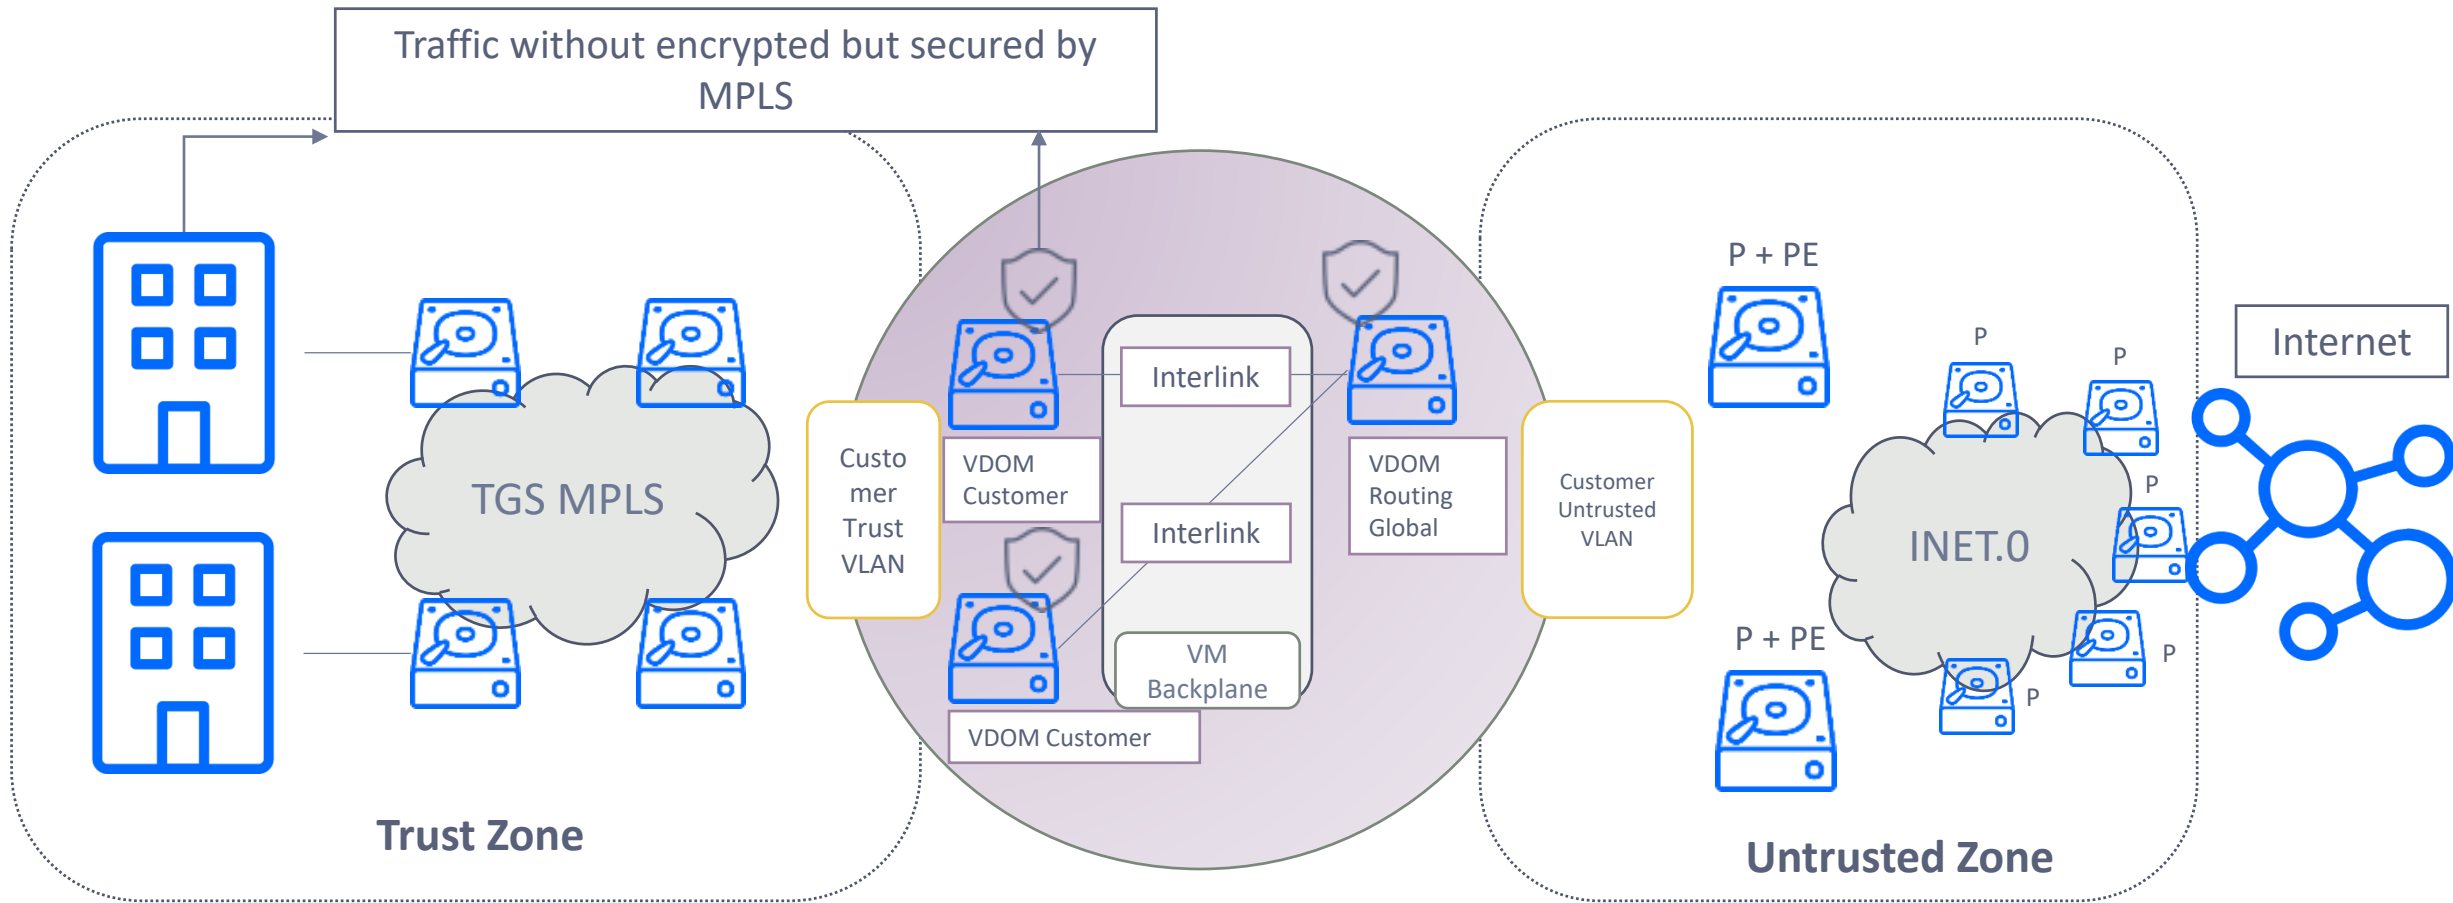 Traffic without encrypted but secured by
MPLS
TGS MPLS
Trust Zone
Custo
mer
Trust
VLAN
VDOM
Customer
VDOM Customer
Interlink
Interlink
VM
Backplane
VDOM
Routing
Global
Customer
Untrusted
VLAN
P + PE
P + PE
P
P
P
P
P
INET.0
Untrusted Zone
Internet